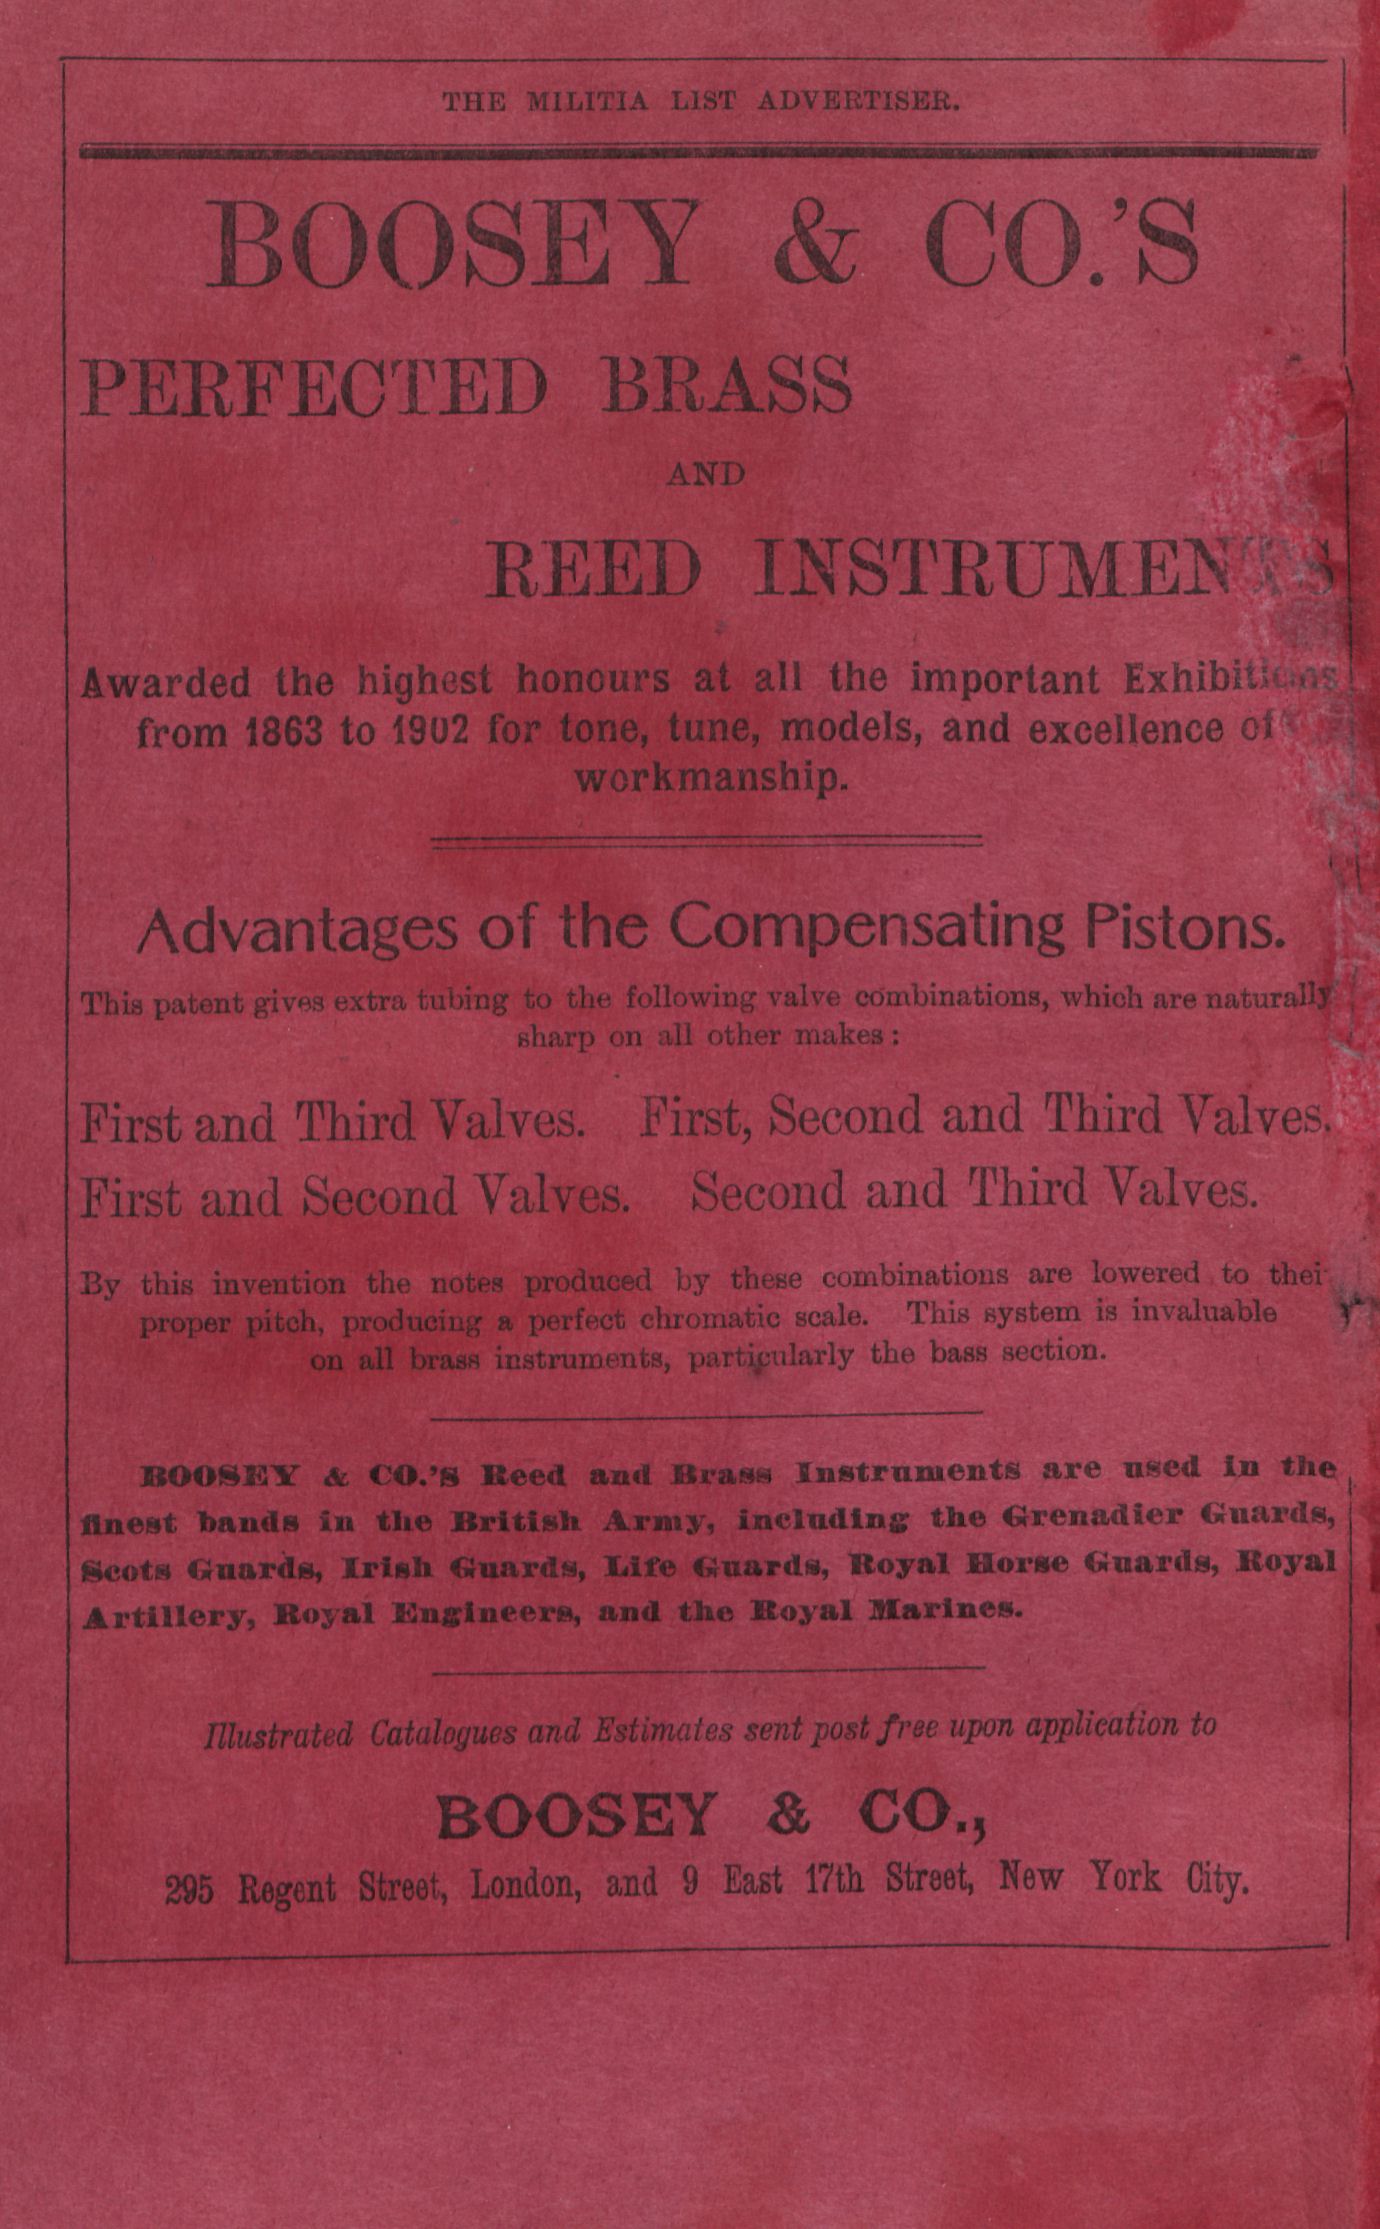 THE MILITIA LIST ADVERTISER.
BOOSEY & CO.'S
PERFECTED BRASS
AND
REED INSTRUMENTS
Awarded the highest honours at all the important Exhibitions
from 1863 to 1902 for tone, tune, models, and excellence of
workmanship.
Advantages of the Compensating Pistons.
This patent gives extra tubing to the following valve combinations, which are naturally
sharp on all other makes:
First and Third Valves. First, Second and Third Valves.
First and Second Valves. Second and Third Valves.
By this invention the notes produced by these combinations are lowered to their
proper pitch, producing a perfect chromatic scale. This system is invaluable
on all brass instruments, particularly the bass section.
BOOSEY & CO.'S Reed and Brass Instruments are used in the
finest bands in the British Army, including the Grenadier Guards,
Scots Guards, Irish Guards, Life Guards, Royal Horse Guards, Royal
Artillery, Royal Engineers, and the Royal Marines.
Illustrated Catalogues and Estimates sent post free upon application to
BOOSEY & CO.,
295 Regent Street, London, and 9 East 17th Street, New York City.